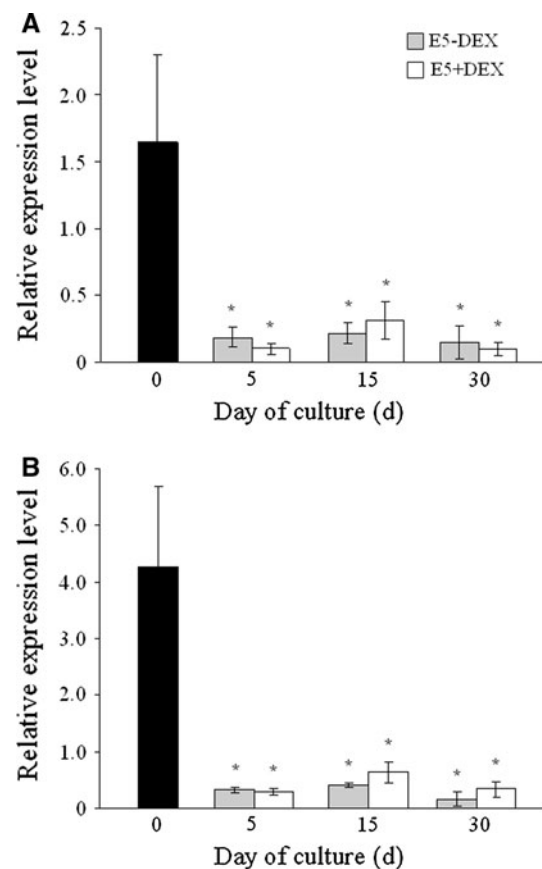 A
2.5
2.0
1.5
1.0
0.5
0
Relative expression level
E5-DEX
E5+DEX
* * * * * *
0 5 15 30
Day of culture (d)
B
6.0
5.0
4.0
3.0
2.0
1.0
0
Relative expression level
* * * * * *
0 5 15 30
Day of culture (d)